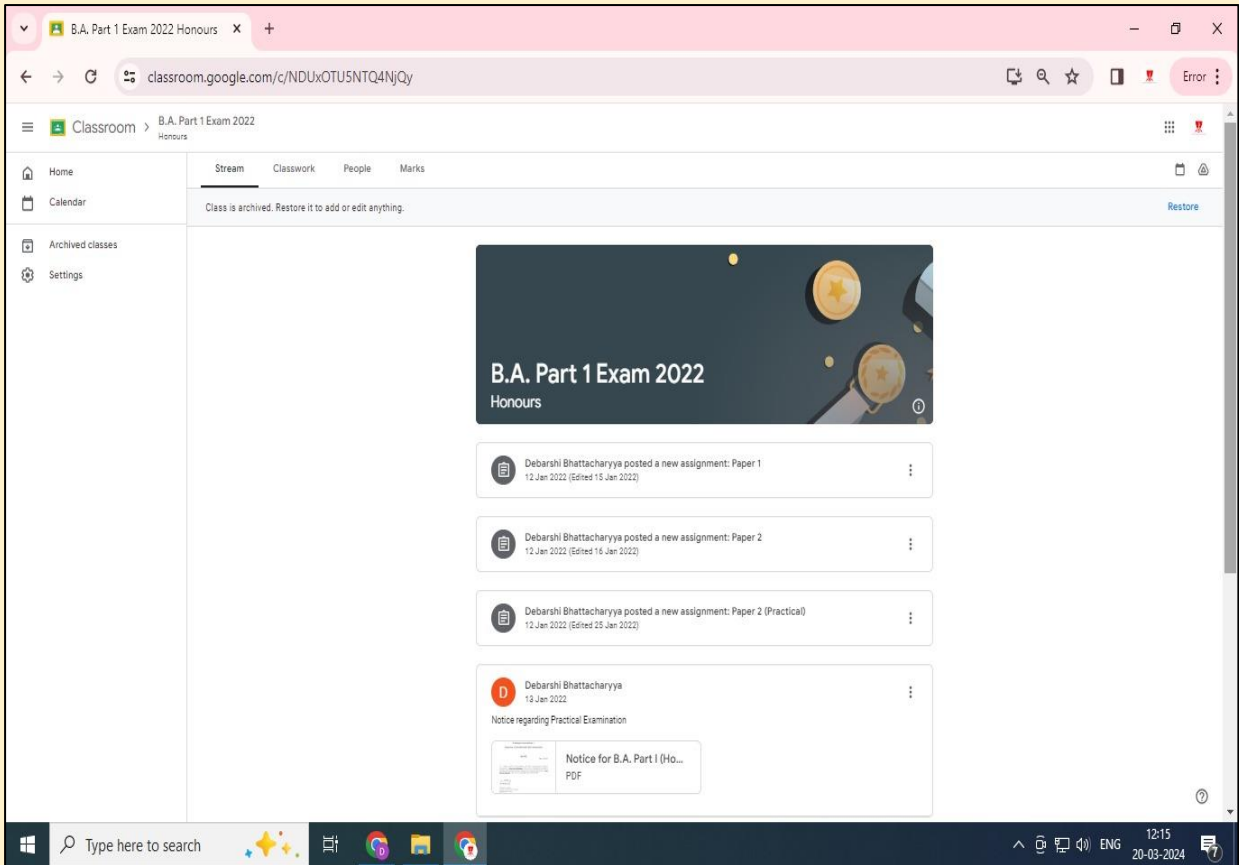 B.A. Part 1 Exam 2022 Honours
classroom.google.com/c/NDUxOTU5NTQ4NjQy
Error
Classroom > B.A. Part 1 Exam 2022
Honours
Home
Calendar
Archived classes
Settings
Stream Classwork People Marks
Class is archived. Restore it to add or edit anything. Restore
B.A. Part 1 Exam 2022
Honours
Debarshi Bhattacharyya posted a new assignment: Paper 1
12 Jan 2022 (Edited 15 Jan 2022)
Debarshi Bhattacharyya posted a new assignment: Paper 2
12 Jan 2022 (Edited 16 Jan 2022)
Debarshi Bhattacharyya posted a new assignment: Paper 2 (Practical)
12 Jan 2022 (Edited 25 Jan 2022)
D
Debarshi Bhattacharyya
13 Jan 2022
Notice regarding Practical Examination
Notice for B.A. Part I (Ho...
PDF
Type here to search
ENG
12:15
20-03-2024
7